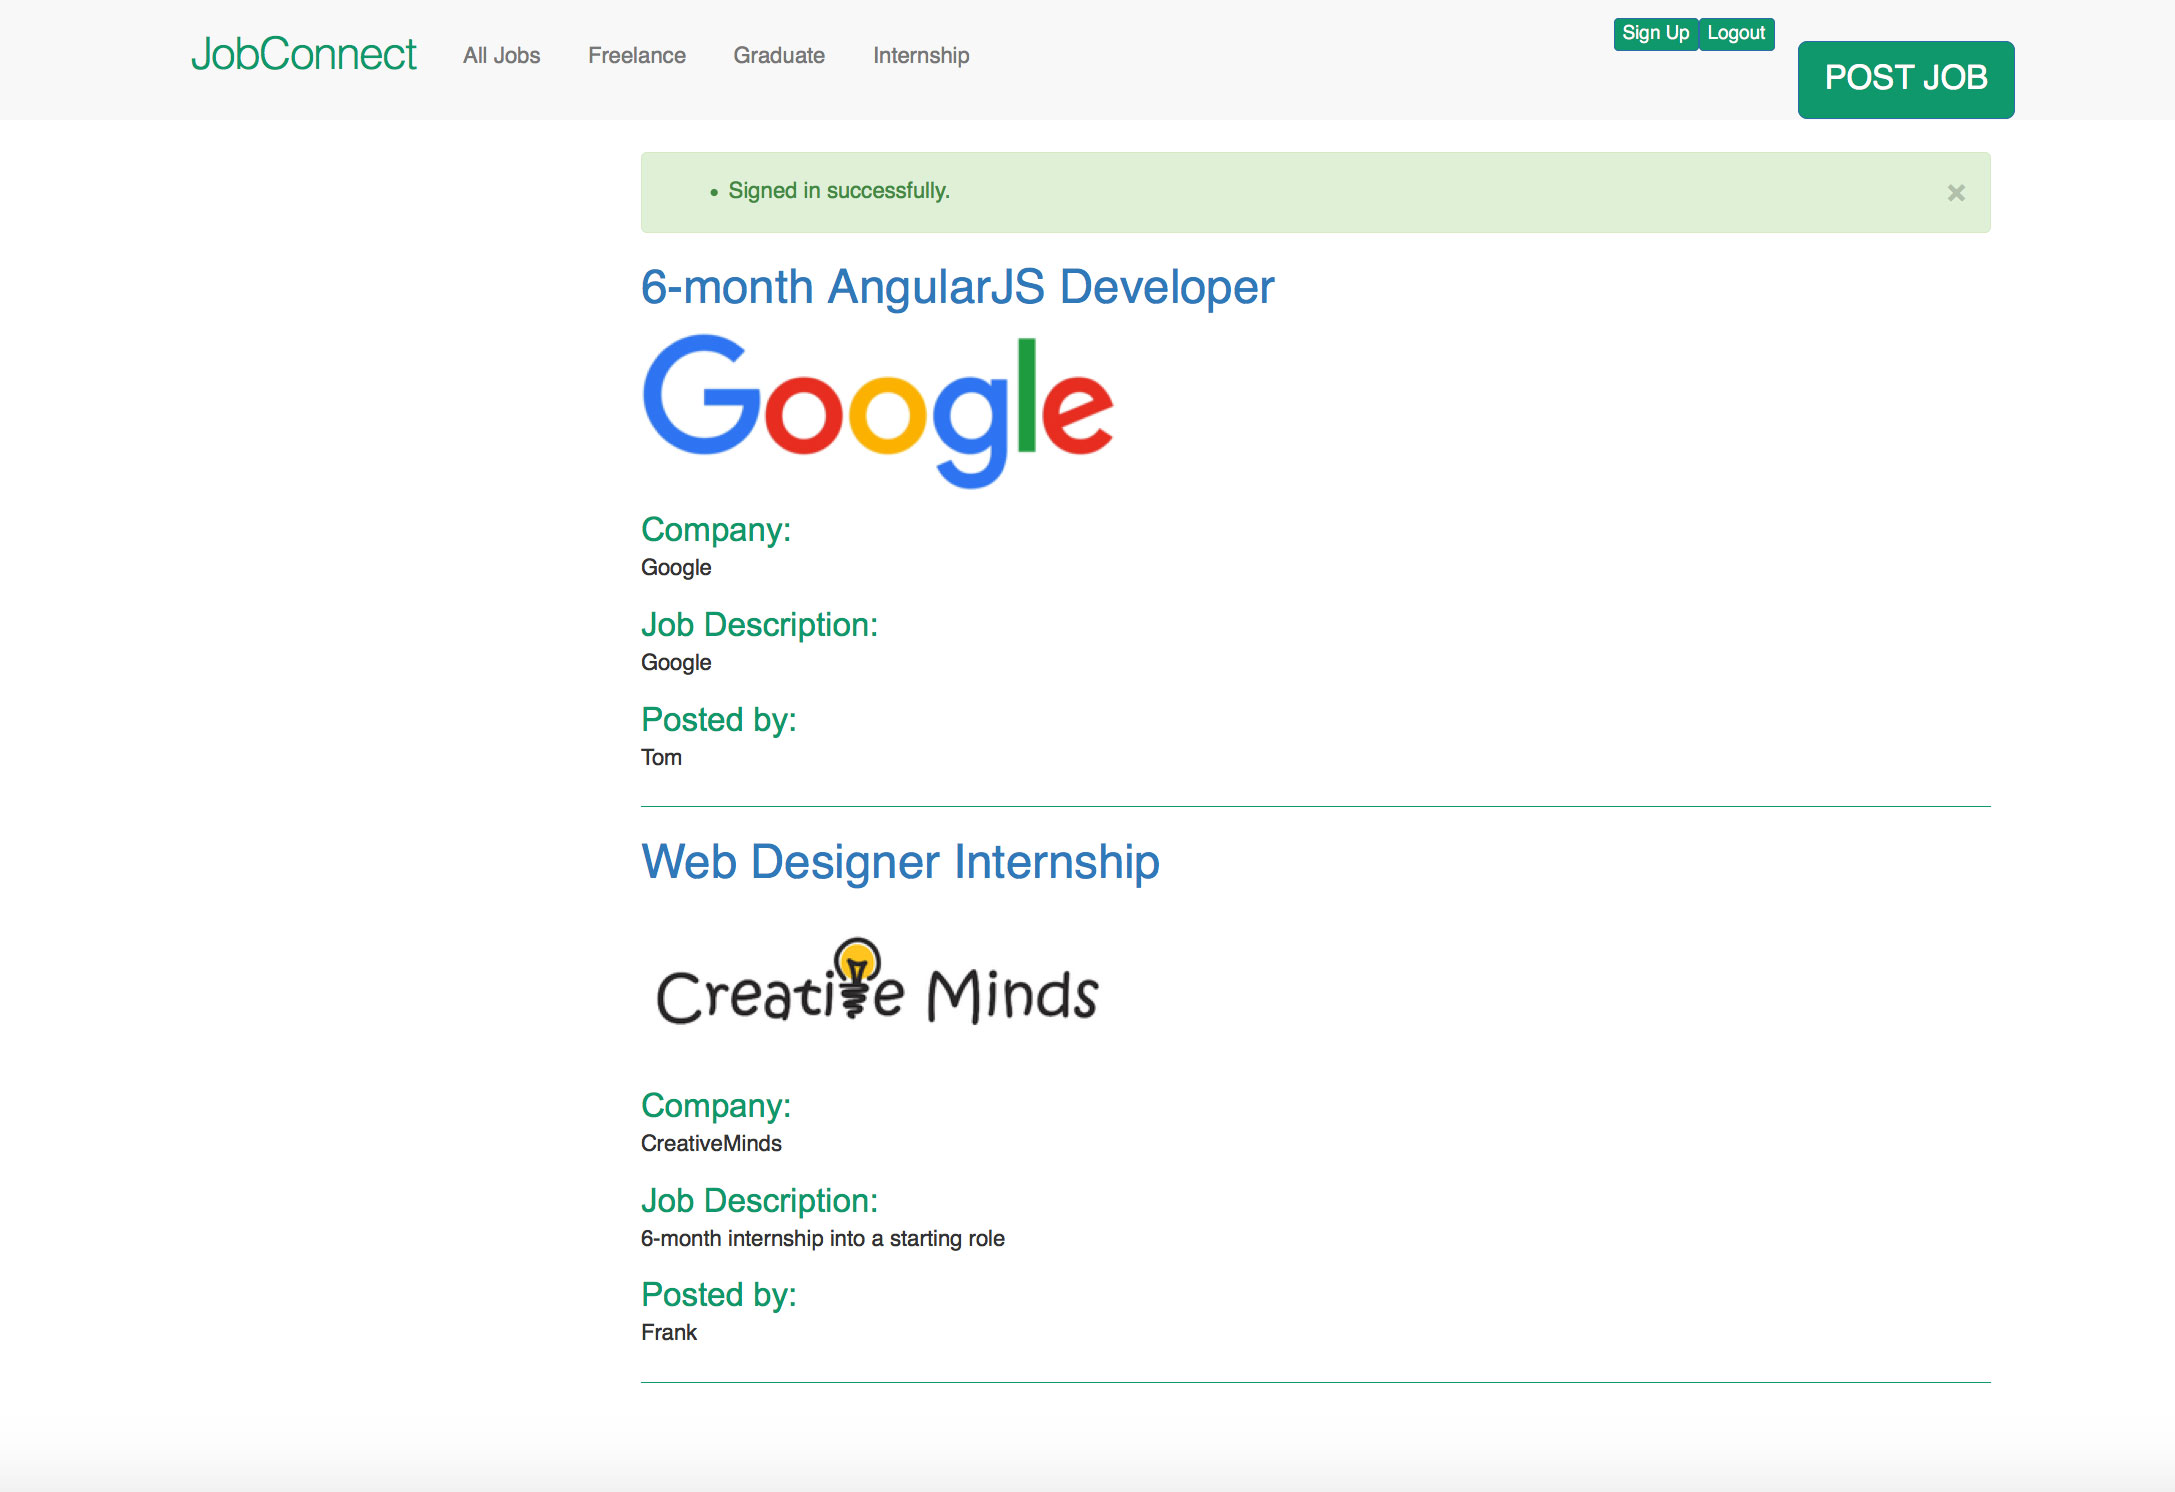 JobConnect All Jobs Freelance Graduate Internship Sign Up Logout POST JOB
• Signed in successfully. ×
6-month AngularJS Developer
Google
Company:
Google
Job Description:
Google
Posted by:
Tom
Web Designer Internship
Creative Minds
Company:
CreativeMinds
Job Description:
6-month internship into a starting role
Posted by:
Frank